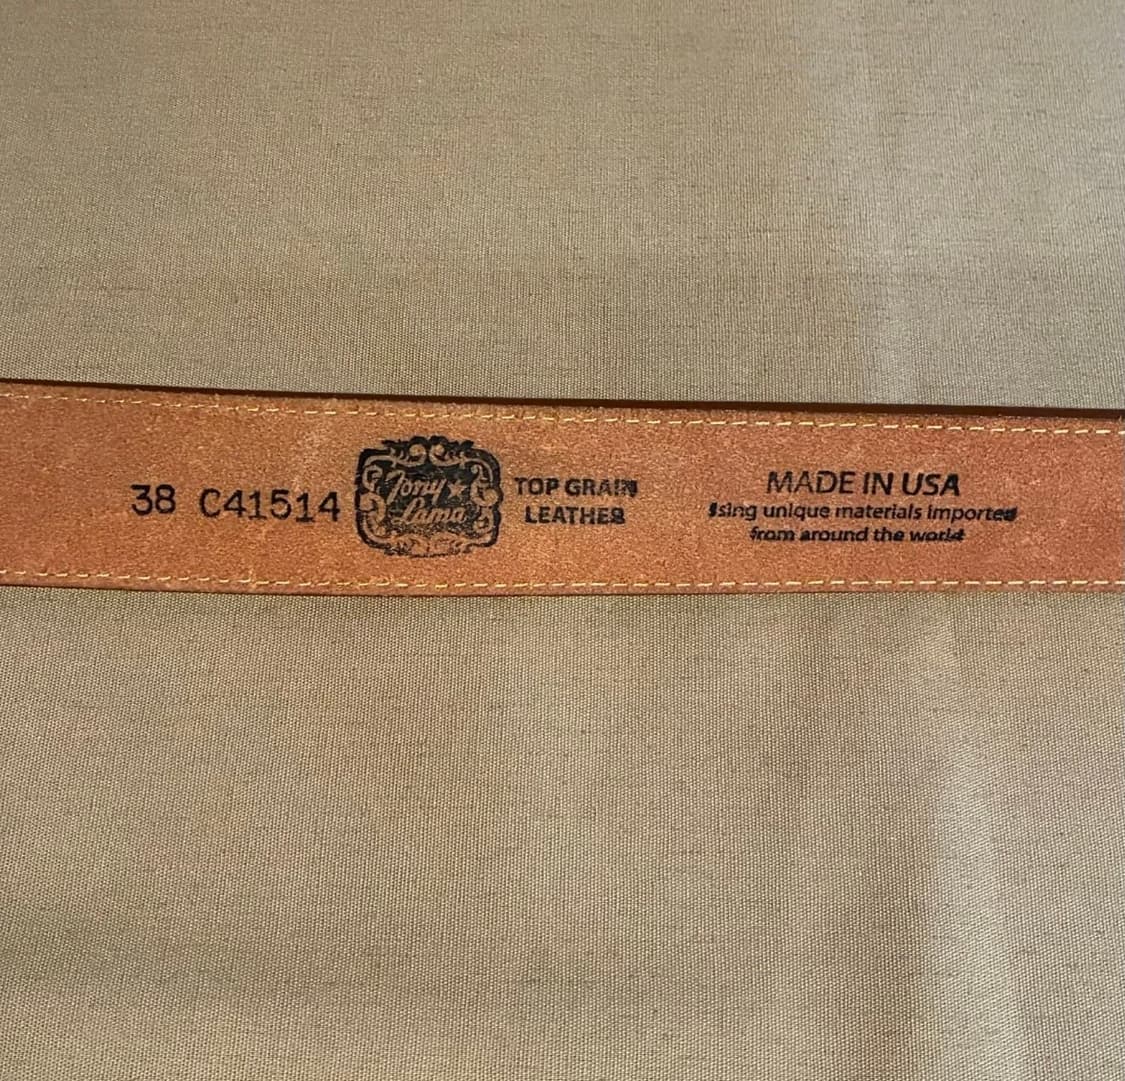 38 C41514
Tony
Lama
TOP GRAIN
LEATHER
MADE IN USA
using unique materials imported
from around the world